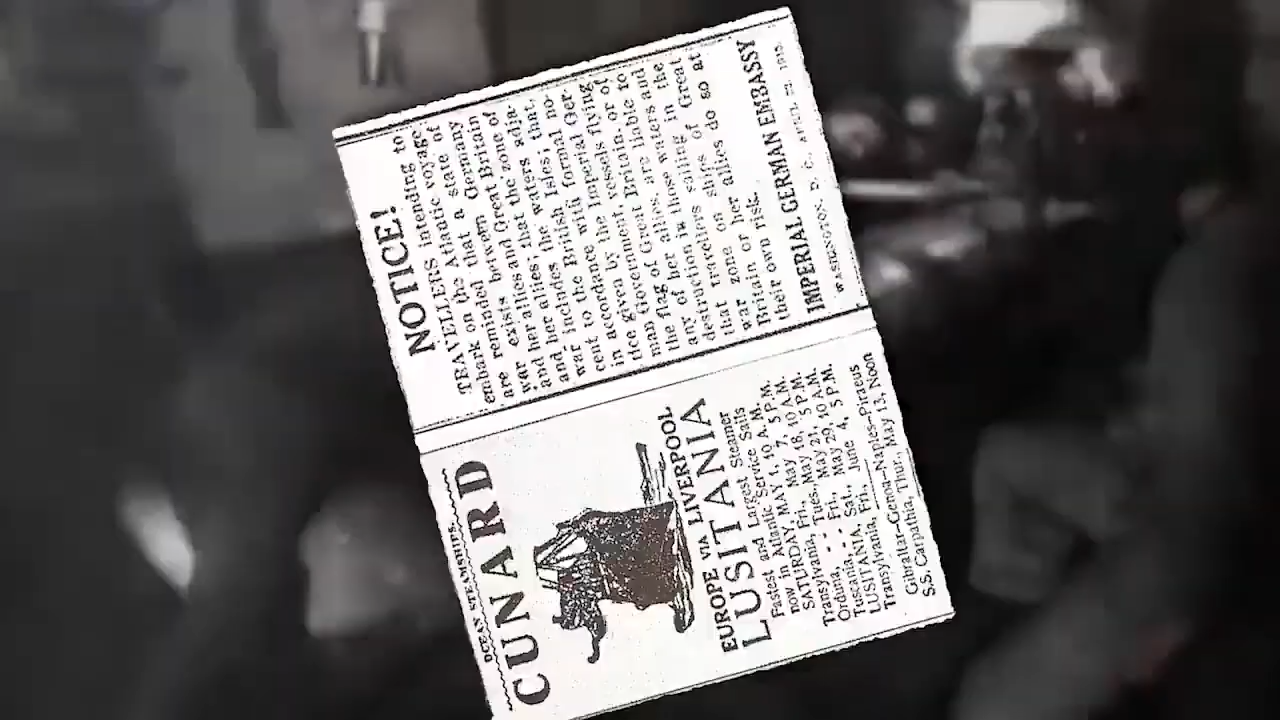 NOTICE!
TRAVELLERS intending to
embark on the Atlantic voyage
are reminded that a state of
war exists between Germany
and her allies and Great Britain
and her allies; that the zone of
war includes the waters adja-
cent to the British Isles; that,
in accordance with formal no-
tice given by the Imperial Ger-
man Government, vessels flying
the flag of Great Britain, or of
any of her allies, are liable to
destruction in those waters and
that travelers sailing in the
war zone on ships of Great
Britain or her allies do so at
their own risk.
IMPERIAL GERMAN EMBASSY
WASHINGTON, D. C., APRIL 22, 1915.
OCEAN STEAMSHIPS.
CUNARD
EUROPE VIA LIVERPOOL
LUSITANIA
Fastest and Largest Steamer
now in Atlantic Service Sails
SATURDAY, MAY 1, 10 A.M.
Transylvania, Fri., May 7, 5 P.M.
Orduna, - - Tues., May 18, 10 A.M.
Tuscania, - - Fri., May 21, 5 P.M.
LUSITANIA, Sat., May 29, 10 A.M.
Transylvania, Fri., June 4, 5 P.M.
Gibraltar-Genoa-Naples-Piraeus
S.S. Carpathia, Thur., May 13, Noon